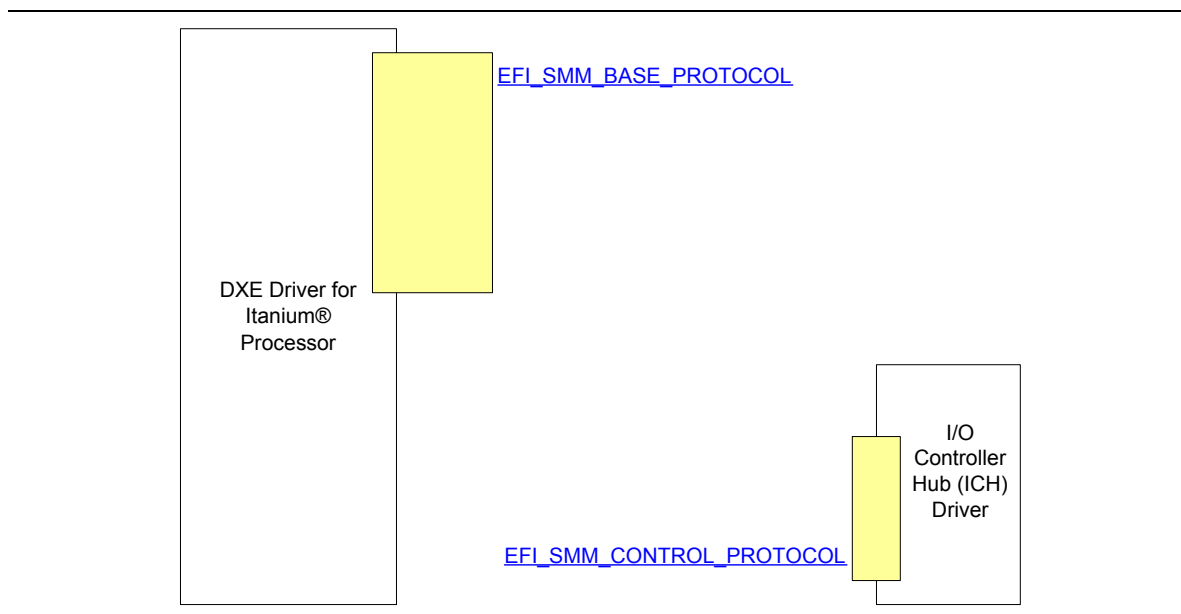 EFI_SMM_BASE_PROTOCOL
DXE Driver for
Itanium®
Processor
I/O
Controller
Hub (ICH)
Driver
EFI_SMM_CONTROL_PROTOCOL